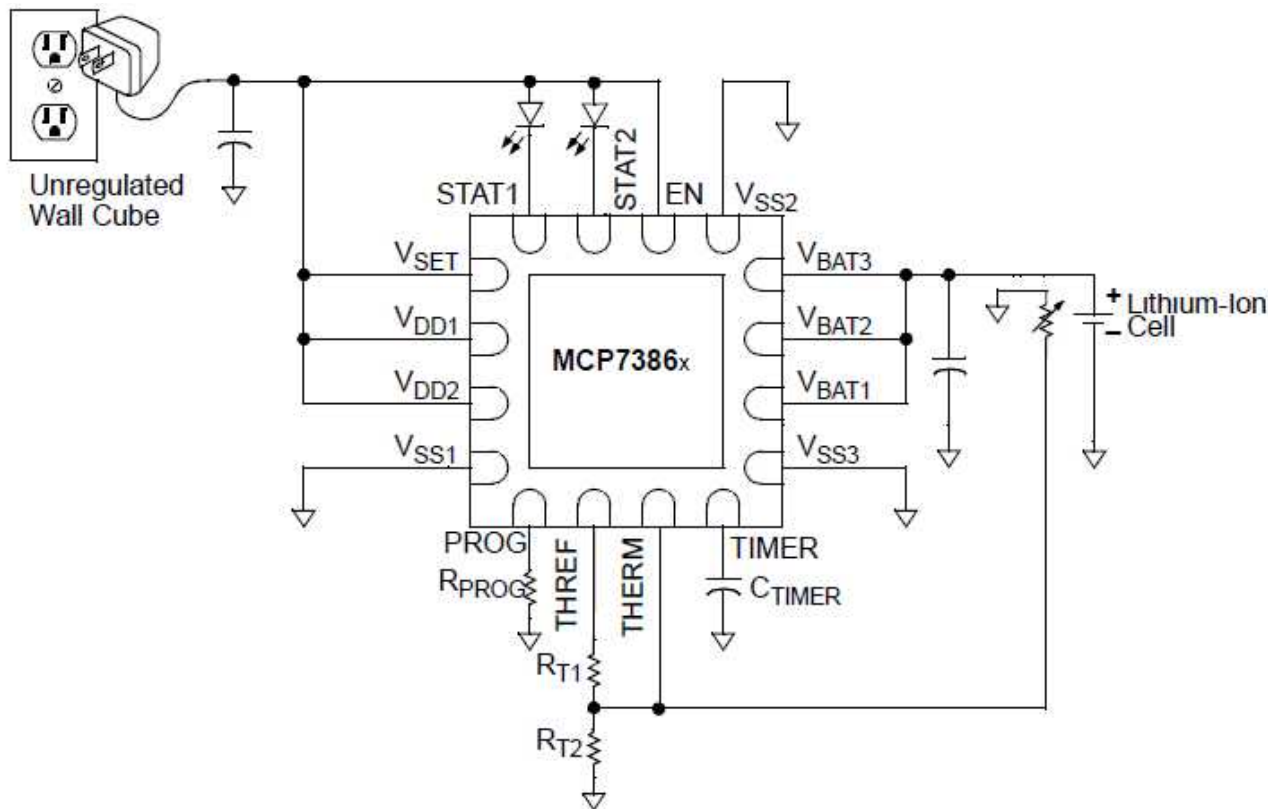 Unregulated
Wall Cube
STAT1
STAT2
EN
VSS2
VSET
VDD1
VDD2
VSS1
MCP7386x
VBAT3
VBAT2
VBAT1
VSS3
+ Lithium-Ion
– Cell
PROG
THREF
THERM
TIMER
RPROG
CTIMER
RT1
RT2